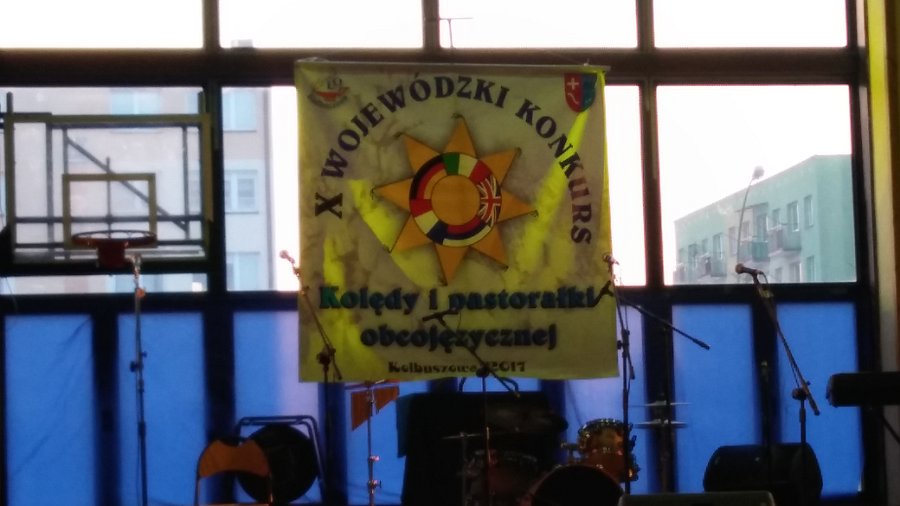 X WOJEWÓDZKI KONKURS
Kolędy i pastorałki
obcojęzycznej
Kolbuszowa 2017